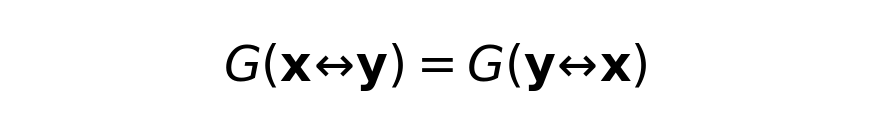 G(x↔y) = G(y↔x)